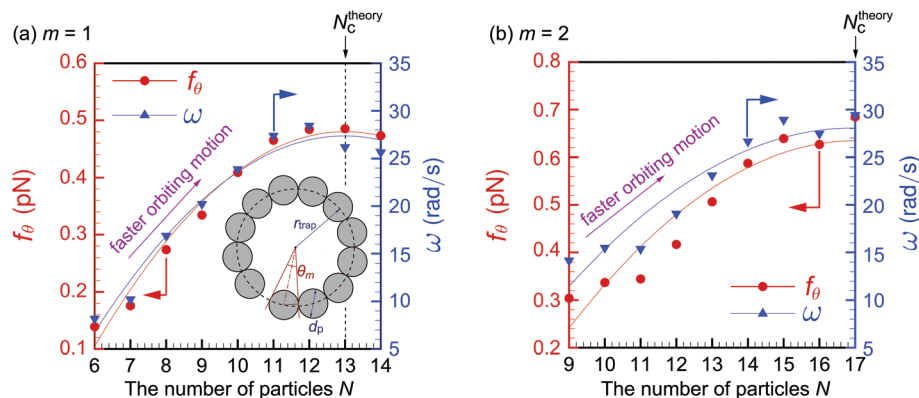 (a) m = 1
N_c^theory
0.6
0.5
0.4
0.3
0.2
0.1
f_θ (pN)
f_θ
ω
faster orbiting motion
r_trap
θ_m
d_p
35
30
25
20
15
10
5
ω (rad/s)
6 7 8 9 10 11 12 13 14
The number of particles N
(b) m = 2
N_c^theory
0.8
0.7
0.6
0.5
0.4
0.3
0.2
f_θ (pN)
faster orbiting motion
f_θ
ω
35
30
25
20
15
10
5
ω (rad/s)
9 10 11 12 13 14 15 16 17
The number of particles N